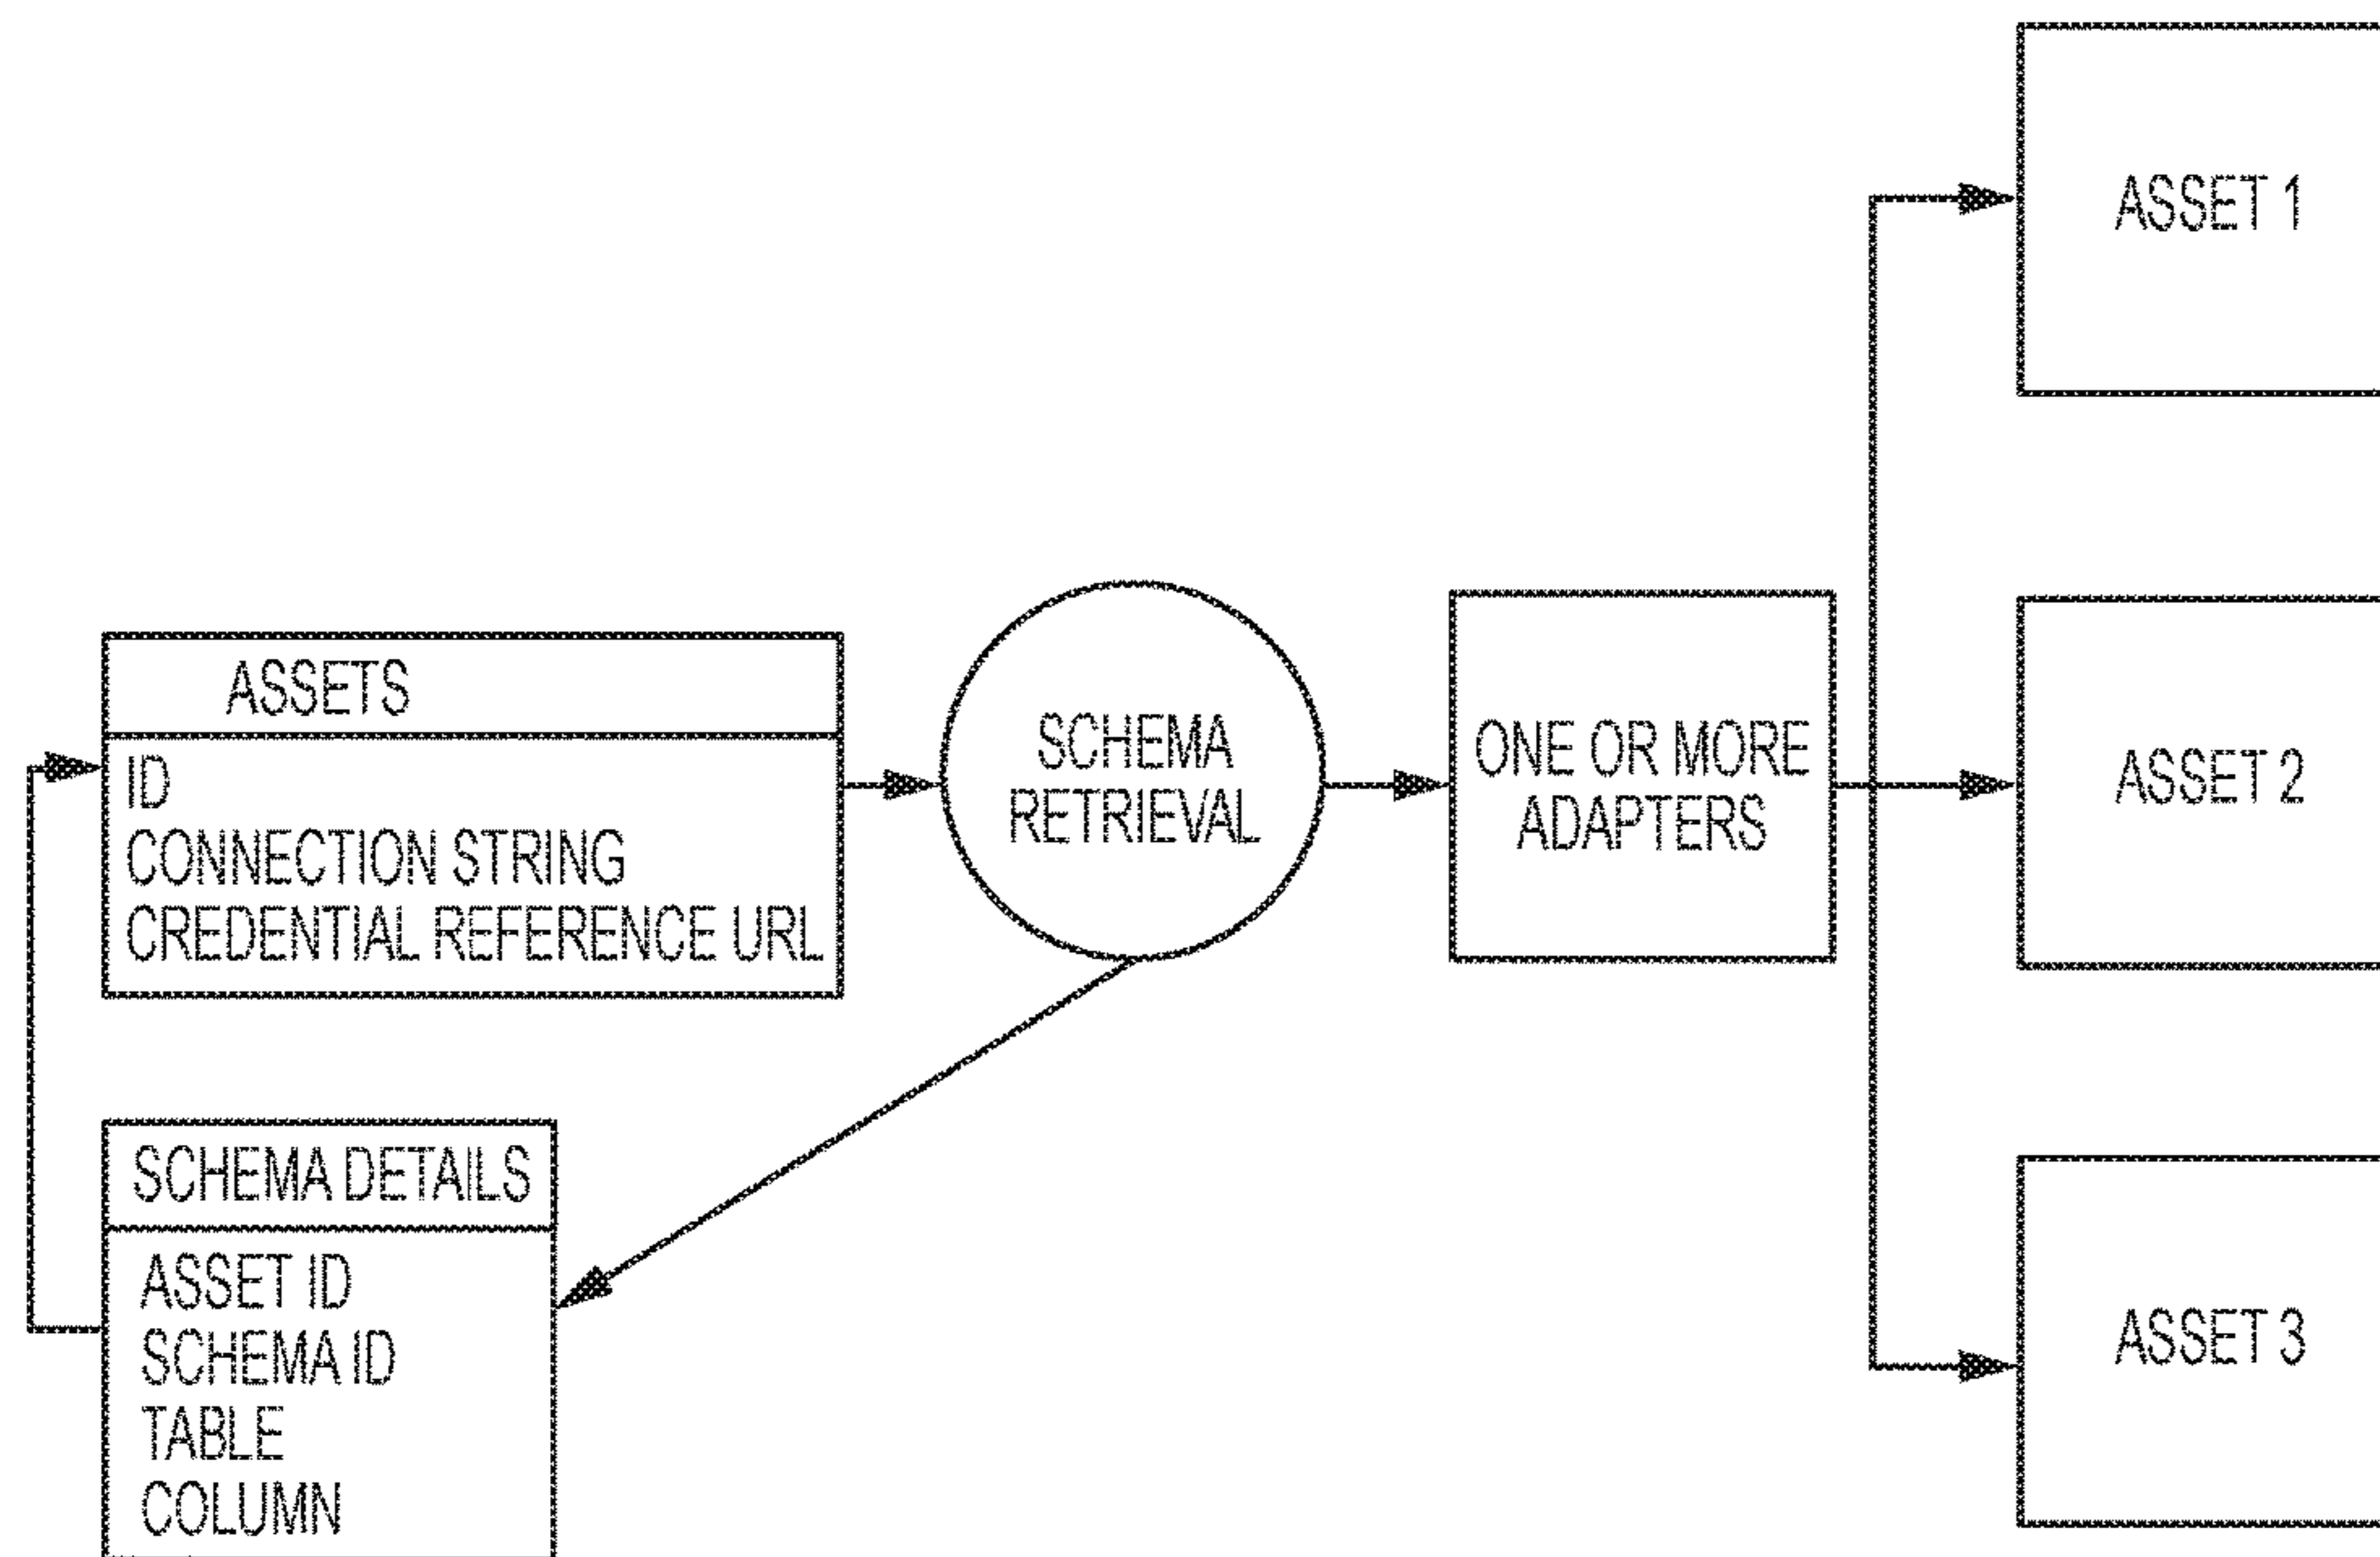 ASSET 1
ASSETS
ID
CONNECTION STRING
CREDENTIAL REFERENCE URL
SCHEMA
RETRIEVAL
ONE OR MORE
ADAPTERS
ASSET 2
SCHEMA DETAILS
ASSET ID
SCHEMA ID
TABLE
COLUMN
ASSET 3